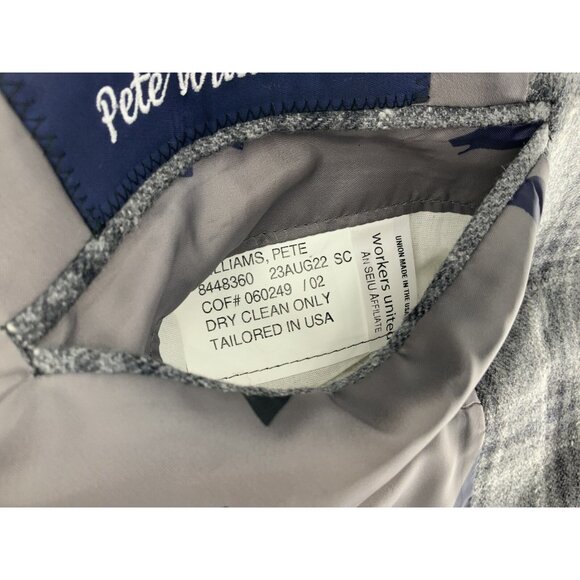 Pete
ILLIAMS, PETE
8448360 23AUG22 SC
COF# 060249 /02
DRY CLEAN ONLY
TAILORED IN USA
workers united
AN SEIU AFFILIATE
UNION MADE IN THE USA